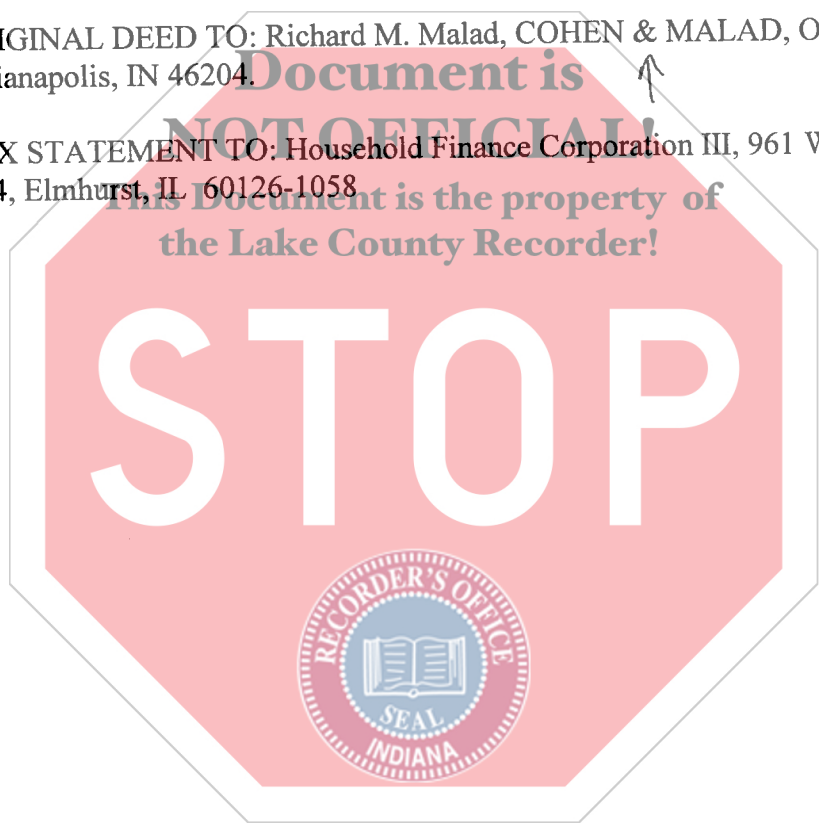 IGINAL DEED TO: Richard M. Malad, COHEN & MALAD, O
ianapolis, IN 46204.
Document is
NOT OFFICIAL!
X STATEMENT TO: Household Finance Corporation III, 961 W
4, Elmhurst, IL 60126-1058
This Document is the property of
the Lake County Recorder!
STOP
RECORDER'S OFFICE
SEAL
INDIANA